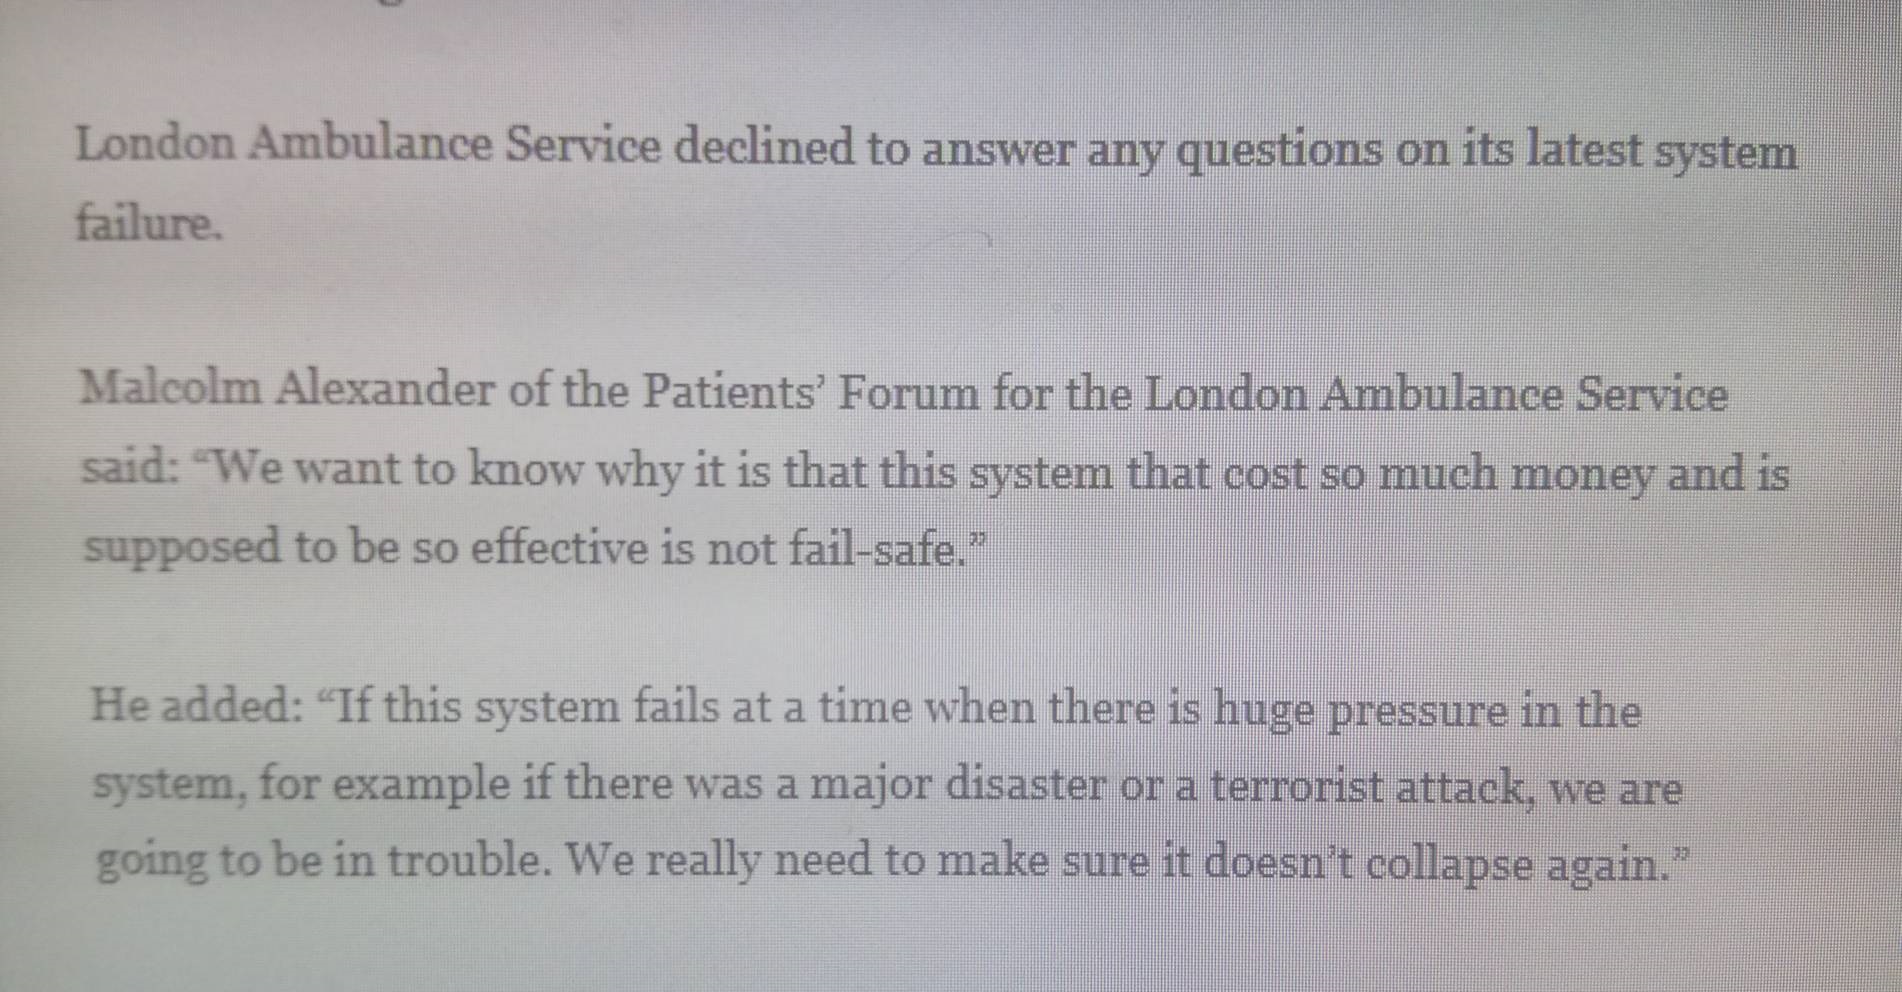 London Ambulance Service declined to answer any questions on its latest system
failure.
Malcolm Alexander of the Patients’ Forum for the London Ambulance Service
said: “We want to know why it is that this system that cost so much money and is
supposed to be so effective is not fail-safe.”
He added: “If this system fails at a time when there is huge pressure in the
system, for example if there was a major disaster or a terrorist attack, we are
going to be in trouble. We really need to make sure it doesn’t collapse again.”